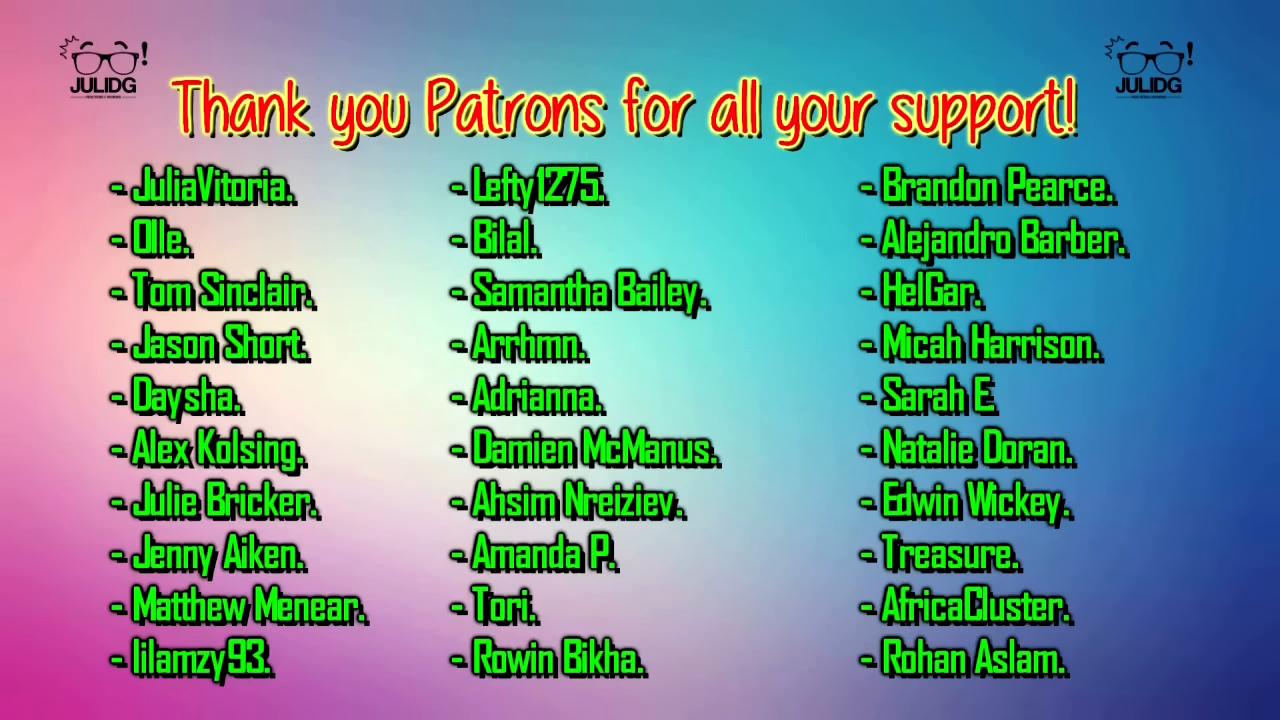 JULIDG
JULIDG
Thank you Patrons for all your support!
- JuliaVitoria.
- Olle.
- Tom Sinclair.
- Jason Short.
- Daysha.
- Alex Kolsing.
- Julie Bricker.
- Jenny Aiken.
- Matthew Menear.
- lilamzy93.
- Lefty1275.
- Bilal.
- Samantha Bailey.
- Arrhmn.
- Adrianna.
- Damien McManus.
- Ahsim Nreiziev.
- Amanda P.
- Tori.
- Rowin Bikha.
- Brandon Pearce.
- Alejandro Barber.
- HelGar.
- Micah Harrison.
- Sarah E.
- Natalie Doran.
- Edwin Wickey.
- Treasure.
- AfricaCluster.
- Rohan Aslam.